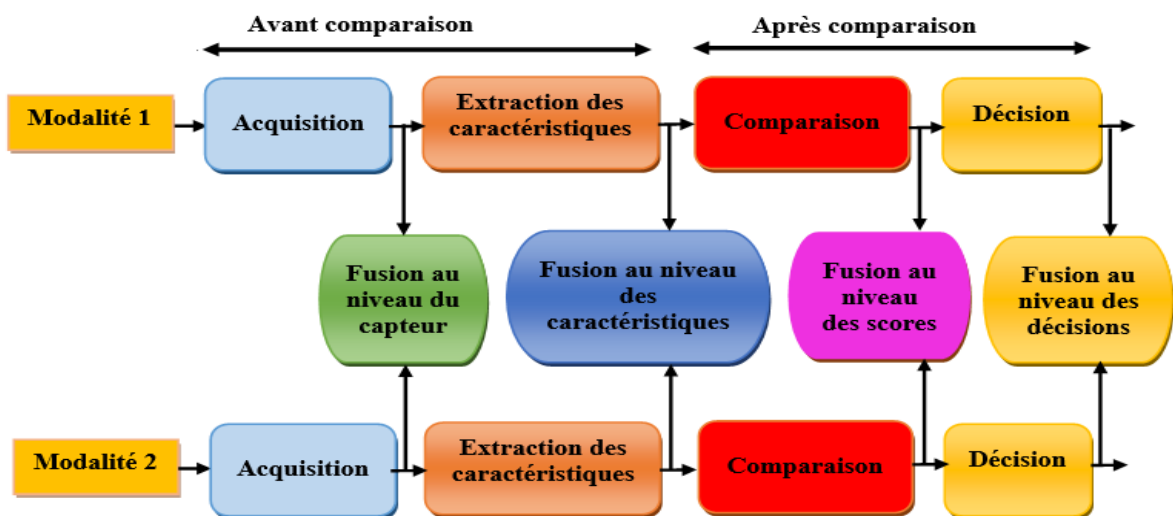 Avant comparaison
Après comparaison
Modalité 1
Acquisition
Extraction des
caractéristiques
Comparaison
Décision
Fusion au
niveau du
capteur
Fusion au niveau
des
caractéristiques
Fusion au
niveau
des scores
Fusion au
niveau des
décisions
Modalité 2
Acquisition
Extraction des
caractéristiques
Comparaison
Décision